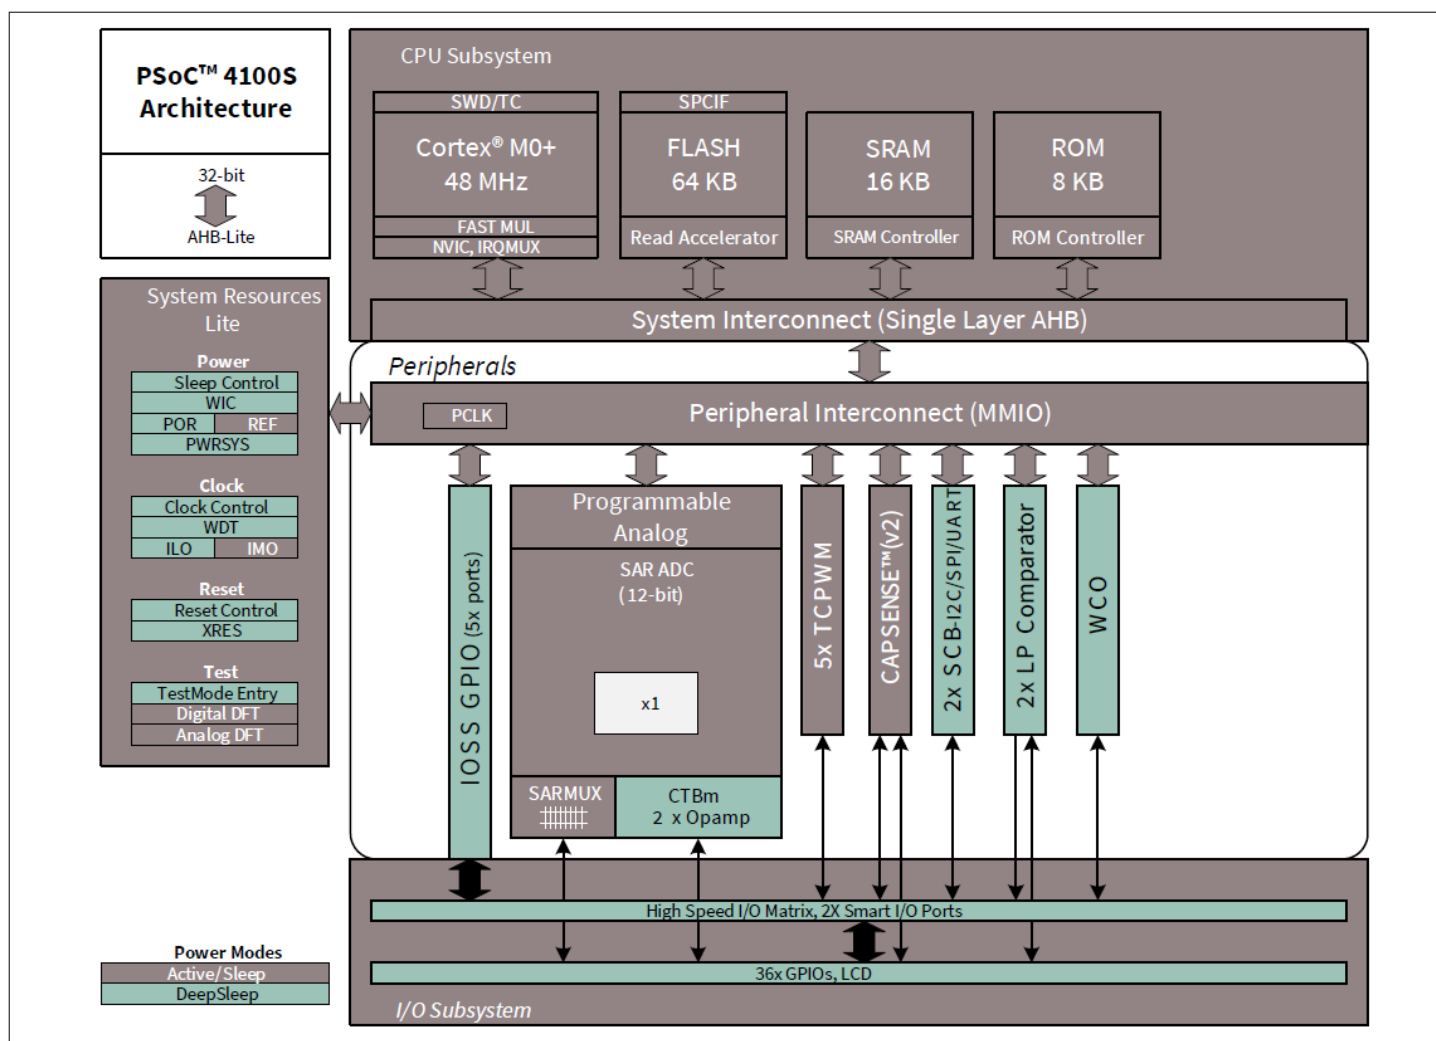 PSoC™ 4100S
Architecture
32-bit
AHB-Lite
CPU Subsystem
SWD/TC
Cortex® M0+
48 MHz
FAST MUL
NVIC, IRQMUX
SPCIF
FLASH
64 KB
Read Accelerator
SRAM
16 KB
SRAM Controller
ROM
8 KB
ROM Controller
System Interconnect (Single Layer AHB)
System Resources
Lite
Power
Sleep Control
WIC
POR
REF
PWRSYS
Clock
Clock Control
WDT
ILO
IMO
Reset
Reset Control
XRES
Test
TestMode Entry
Digital DFT
Analog DFT
Peripherals
PCLK
Peripheral Interconnect (MMIO)
IOSS GPIO (5x ports)
Programmable
Analog
SAR ADC
(12-bit)
x1
SARMUX
CTBm
2 x Opamp
5x TCPWM
CAPSENSE™(v2)
2x SCB-I2C/SPI/UART
2x LP Comparator
WCO
High Speed I/O Matrix, 2X Smart I/O Ports
36x GPIOs, LCD
I/O Subsystem
Power Modes
Active/Sleep
DeepSleep